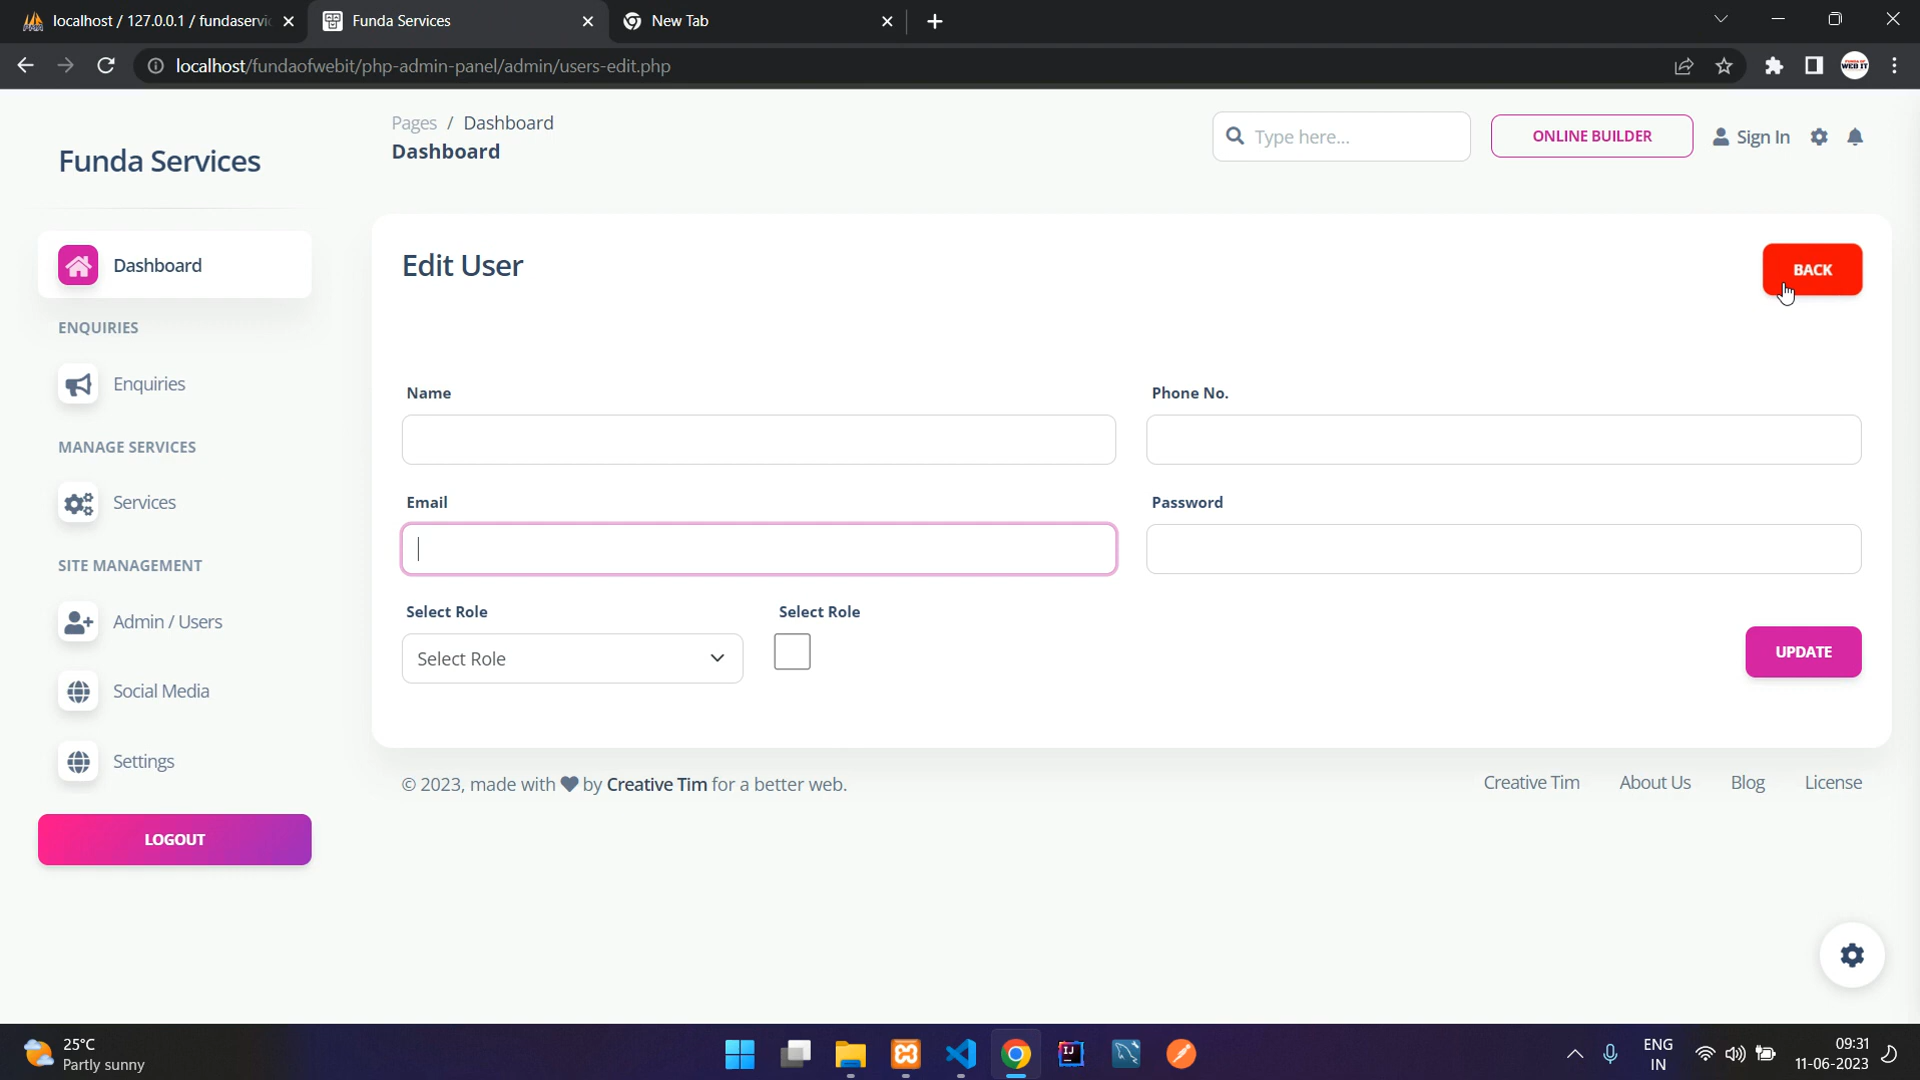 localhost / 127.0.0.1 / fundaservic
Funda Services
New Tab
localhost/fundaofwebit/php-admin-panel/admin/users-edit.php
WEB IT
Funda Services
Pages / Dashboard
Dashboard
Type here...
ONLINE BUILDER
Sign In
Dashboard
ENQUIRIES
Enquiries
MANAGE SERVICES
Services
SITE MANAGEMENT
Admin / Users
Social Media
Settings
LOGOUT
Edit User
BACK
Name
Phone No.
Email
Password
Select Role
Select Role
Select Role
UPDATE
© 2023, made with by Creative Tim for a better web.
Creative Tim
About Us
Blog
License
25°C
Partly sunny
ENG
IN
09:31
11-06-2023